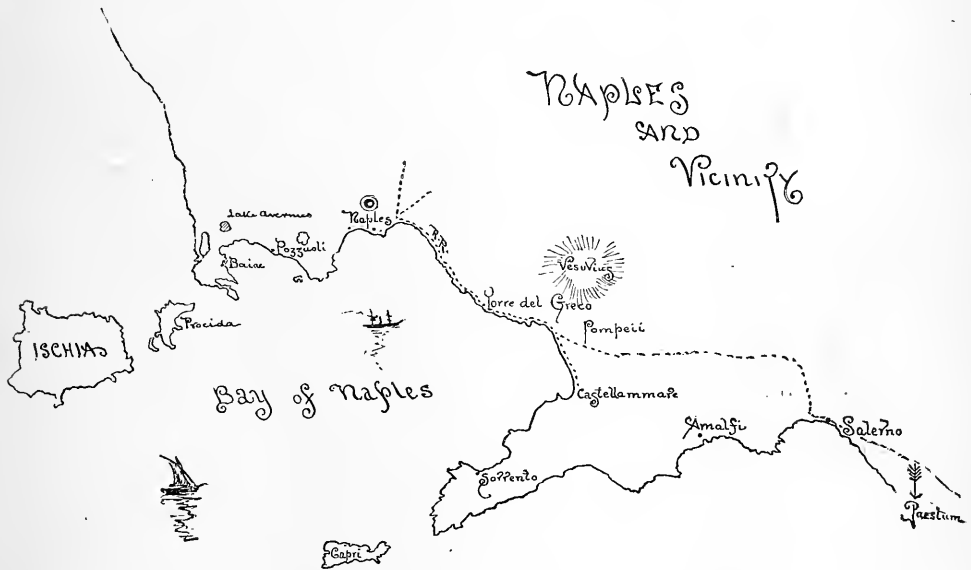 NAPLES
AND
VICINITY
Lake Avernus
Naples
Pozzuoli
R.R.
Baiae
Vesuvius
Torre del Greco
Procida
Pompeii
ISCHIA
Bay of Naples
Castellammare
Amalfi
Salerno
Sorrento
Paestum
Capri